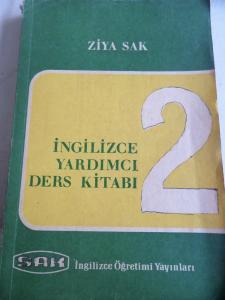 ZİYA SAK
2
İNGİLİZCE
YARDIMCI
DERS KİTABI
SAK İngilizce Öğretimi Yayınları